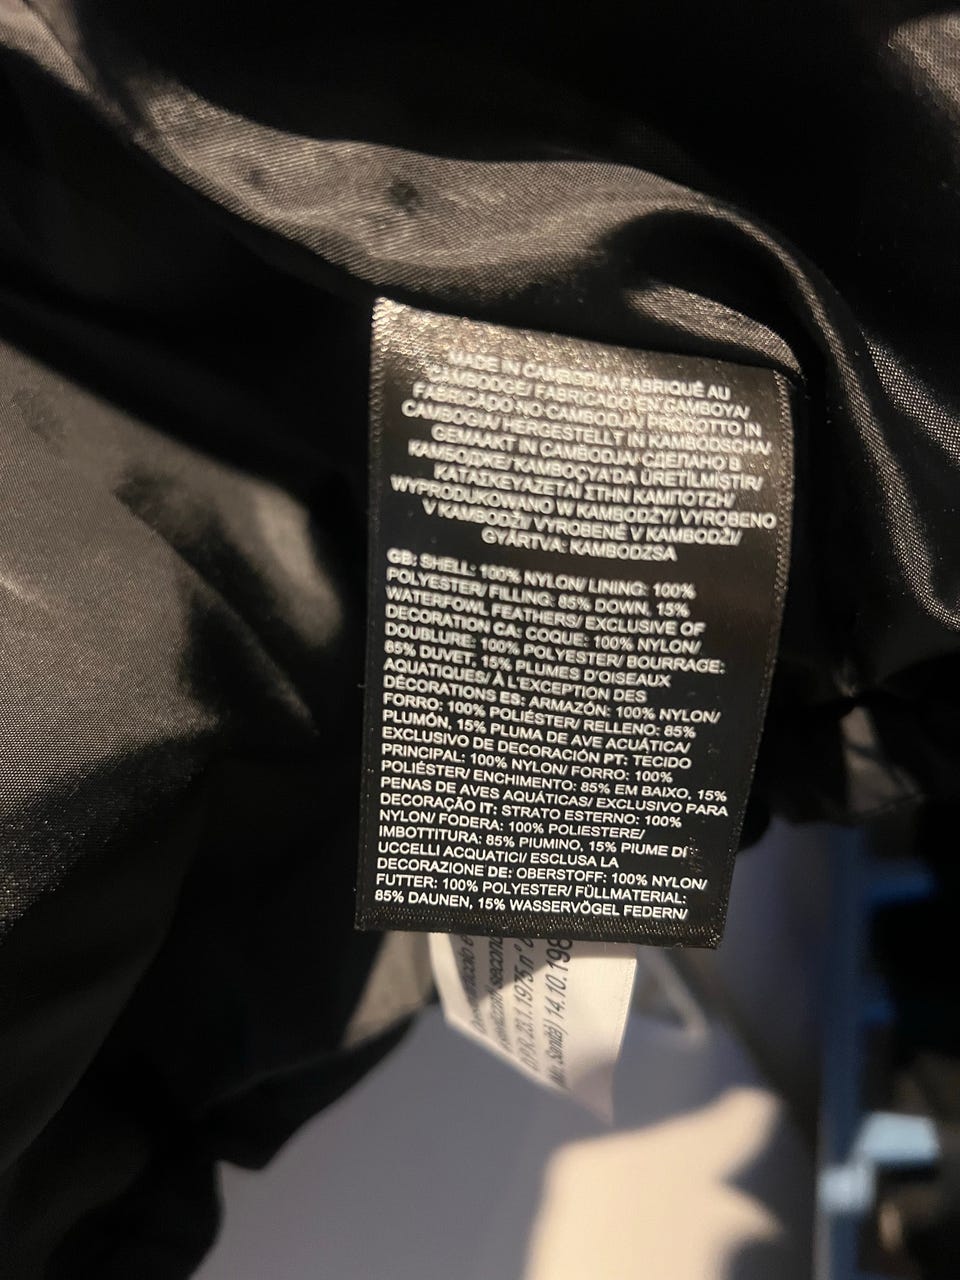 MADE IN CAMBODIA/ FABRIQUÉ AU
CAMBODGE/ FABRICADO EN CAMBOYA/
FABRICADO NO CAMBODJA/ PRODOTTO IN
CAMBOGIA/ HERGESTELLT IN KAMBODSCHA/
GEMAAKT IN CAMBODJA/ СДЕЛАНО В
КАМБОДЖЕ/ KAMBOÇYA'DA ÜRETILMIŞTIR/
ΚΑΤΑΣΚΕΥΑΖΕΤΑΙ ΣΤΗΝ ΚΑΜΠΟΤΖΗ/
WYPRODUKOWANO W KAMBODŻY/ VYROBENO
V KAMBODŽI/ VYROBENÉ V KAMBODŽI/
GYÁRTVA: KAMBODZSA
GB: SHELL: 100% NYLON/ LINING: 100%
POLYESTER/ FILLING: 85% DOWN, 15%
WATERFOWL FEATHERS/ EXCLUSIVE OF
DECORATION CA: COQUE: 100% NYLON/
DOUBLURE: 100% POLYESTER/ BOURRAGE:
85% DUVET, 15% PLUMES D'OISEAUX
AQUATIQUES/ À L'EXCEPTION DES
DÉCORATIONS ES: ARMAZÓN: 100% NYLON/
FORRO: 100% POLIÉSTER/ RELLENO: 85%
PLUMÓN, 15% PLUMA DE AVE ACUÁTICA/
EXCLUSIVO DE DECORACIÓN PT: TECIDO
PRINCIPAL: 100% NYLON/ FORRO: 100%
POLIÉSTER/ ENCHIMENTO: 85% EM BAIXO, 15%
PENAS DE AVES AQUÁTICAS/ EXCLUSIVO PARA
DECORAÇÃO IT: STRATO ESTERNO: 100%
NYLON/ FODERA: 100% POLIESTERE/
IMBOTTITURA: 85% PIUMINO, 15% PIUME DI
UCCELLI ACQUATICI/ ESCLUSA LA
DECORAZIONE DE: OBERSTOFF: 100% NYLON/
FUTTER: 100% POLYESTER/ FÜLLMATERIAL:
85% DAUNEN, 15% WASSERVÖGEL FEDERN/
D.P.R. 23.1.1975 n°
Sanità) 14.10.198